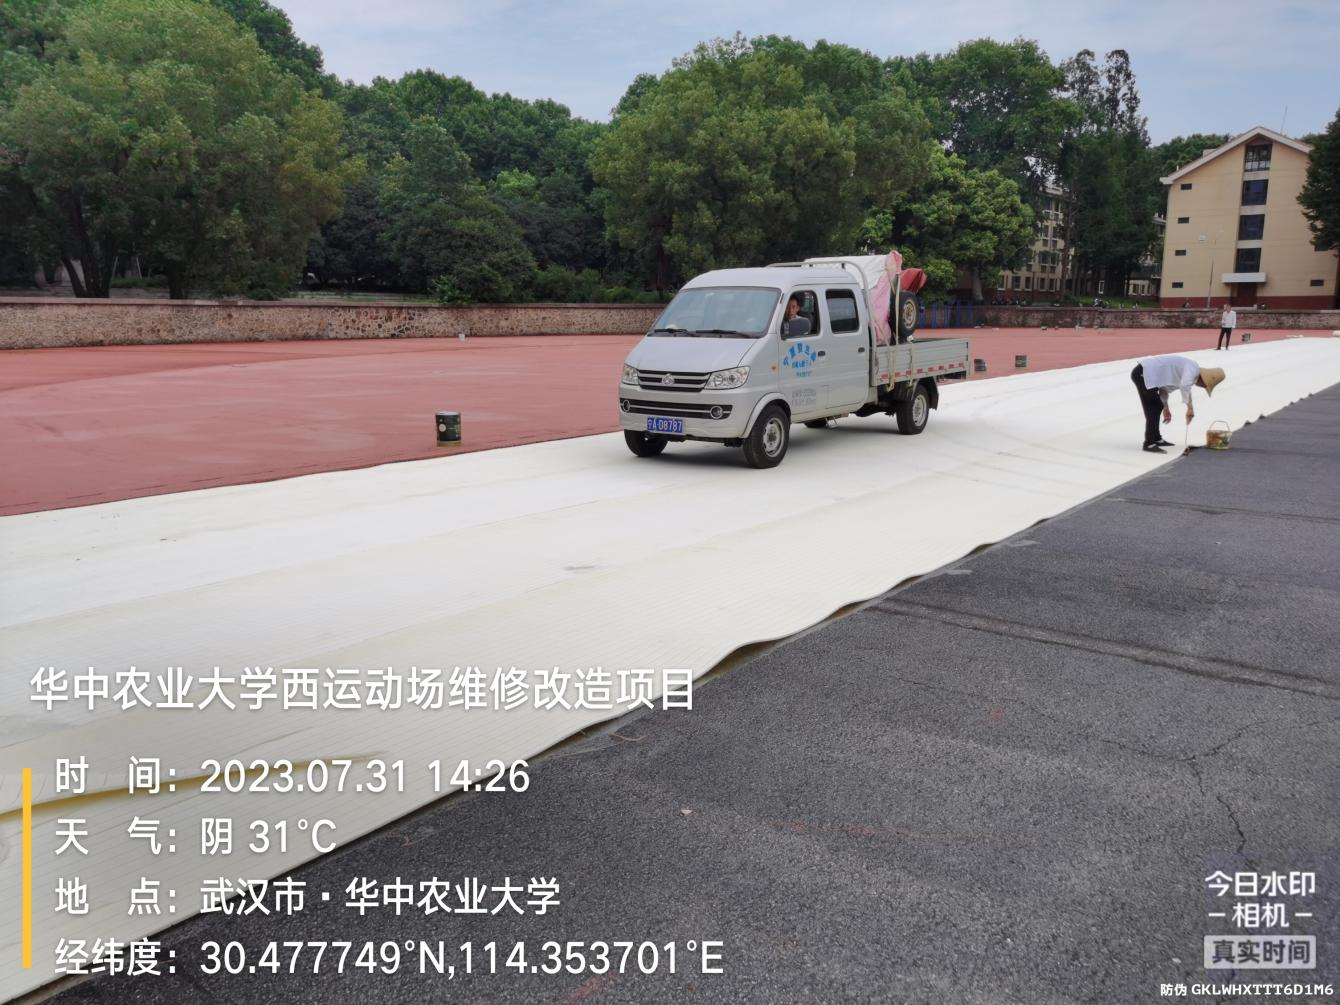 华中农业大学西运动场维修改造项目
时 间：2023.07.31 14:26
天 气：阴 31°C
地 点：武汉市·华中农业大学
经纬度：30.477749°N,114.353701°E
今日水印
相机
真实时间
防伪 GKLWHXTTT6D1M6